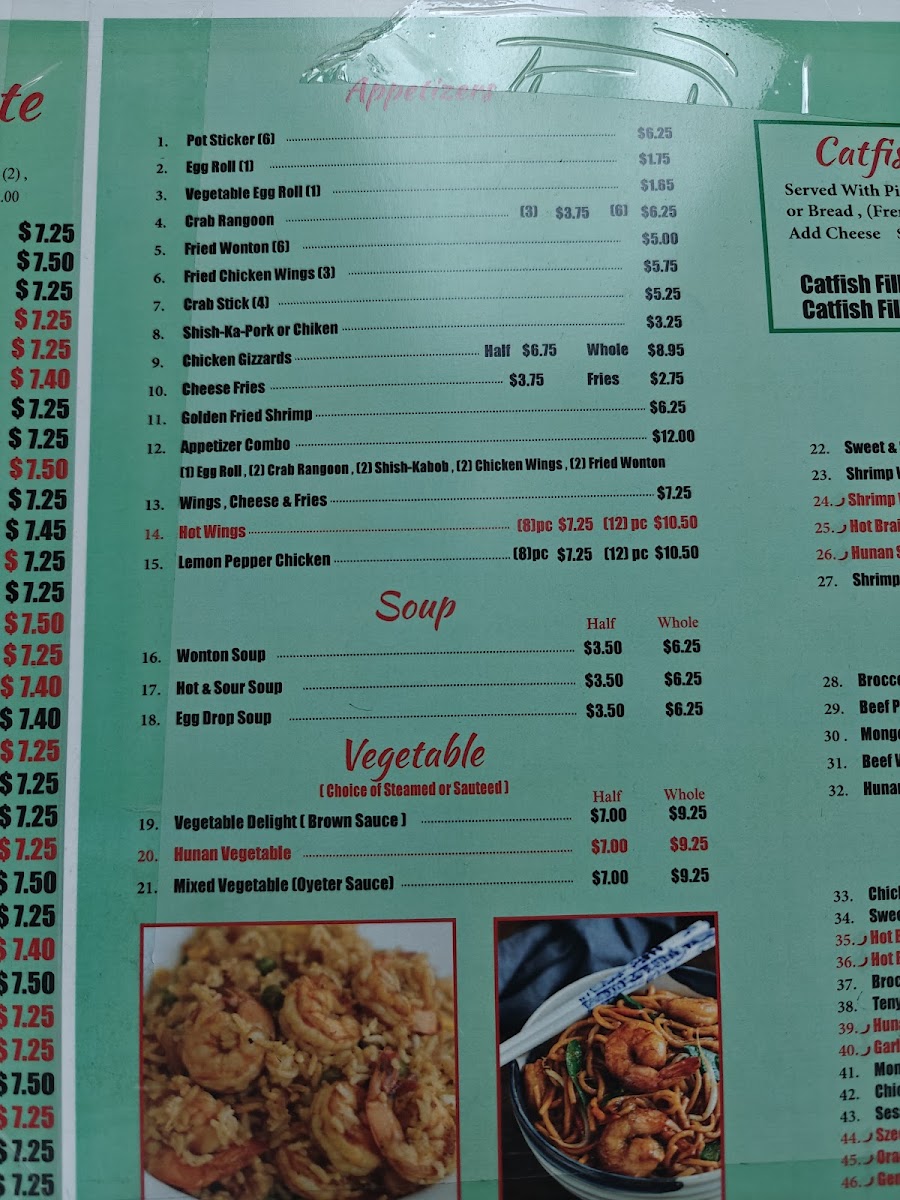 te
(2) ,
.00
$ 7.25
$ 7.50
$ 7.25
$ 7.25
$ 7.25
$ 7.40
$ 7.25
$ 7.25
$ 7.50
$ 7.25
$ 7.45
$ 7.25
$ 7.25
$ 7.50
$ 7.25
$ 7.40
$ 7.40
$ 7.25
$ 7.25
$ 7.25
$ 7.25
$ 7.50
$ 7.25
$ 7.40
$ 7.50
$ 7.25
$ 7.25
$ 7.50
$ 7.25
$ 7.25
$ 7.25
Appetizers
1. Pot Sticker (6) $6.25
2. Egg Roll (1) $1.75
3. Vegetable Egg Roll (1) $1.65
4. Crab Rangoon (3) $3.75 (6) $6.25
5. Fried Wonton (6) $5.00
6. Fried Chicken Wings (3) $5.75
7. Crab Stick (4) $5.25
8. Shish-Ka-Pork or Chiken $3.25
9. Chicken Gizzards Half $6.75 Whole $8.95
10. Cheese Fries $3.75 Fries $2.75
11. Golden Fried Shrimp $6.25
12. Appetizer Combo $12.00
(1) Egg Roll , (2) Crab Rangoon , (2) Shish-Kabob , (2) Chicken Wings , (2) Fried Wonton
13. Wings , Cheese & Fries $7.25
14. Hot Wings (8)pc $7.25 (12) pc $10.50
15. Lemon Pepper Chicken (8)pc $7.25 (12) pc $10.50
Soup
Half Whole
16. Wonton Soup $3.50 $6.25
17. Hot & Sour Soup $3.50 $6.25
18. Egg Drop Soup $3.50 $6.25
Vegetable
( Choice of Steamed or Sauteed )
Half Whole
19. Vegetable Delight ( Brown Sauce ) $7.00 $9.25
20. Hunan Vegetable $7.00 $9.25
21. Mixed Vegetable (Oyeter Sauce) $7.00 $9.25
Catfis
Served With Pi
or Bread , (Fre
Add Cheese
Catfish Fill
Catfish Fil
22. Sweet &
23. Shrimp
24. Shrimp
25. Hot Brai
26. Hunan S
27. Shrimp
28. Brocco
29. Beef P
30 . Mongo
31. Beef
32. Hunan
33. Chick
34. Swee
35. Hot B
36. Hot B
37. Broc
38. Teny
39. Huna
40. Garl
41. Mon
42. Chic
43. Ses
44. Sze
45. Ora
46. Gen